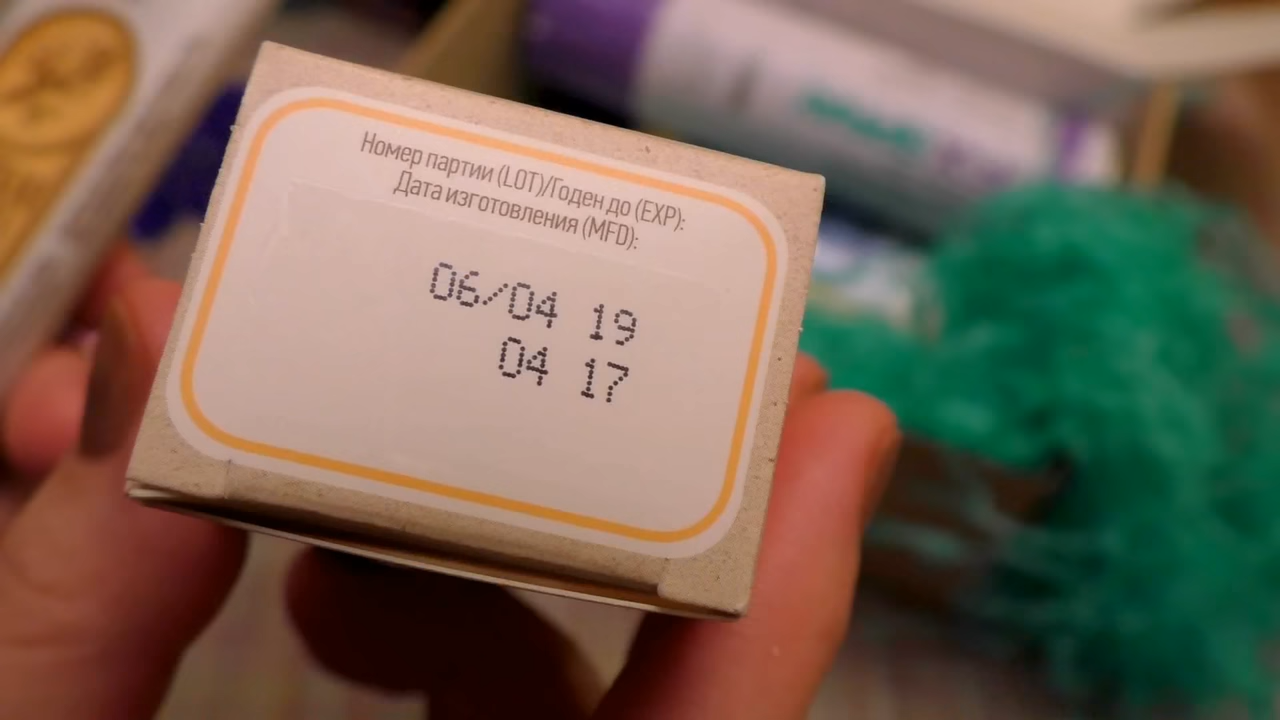 Номер партии (LOT)/Годен до (EXP):
Дата изготовления (MFD):
06/04 19
04 17